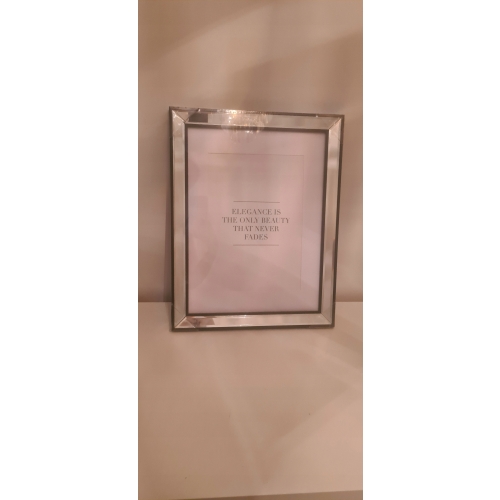 ELEGANCE IS
THE ONLY BEAUTY
THAT NEVER
FADES